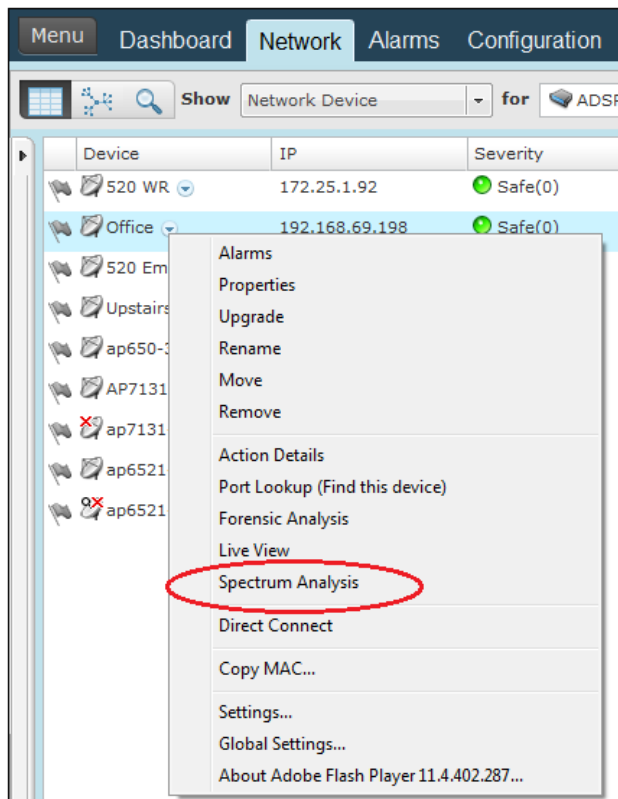 Menu Dashboard Network Alarms Configuration
Show Network Device for ADSP
Device IP Severity
520 WR 172.25.1.92 Safe(0)
Office 192.168.69.198 Safe(0)
520 Em
Upstairs
ap650-3
AP7131
ap7131
ap6521
ap6521
Alarms
Properties
Upgrade
Rename
Move
Remove
Action Details
Port Lookup (Find this device)
Forensic Analysis
Live View
Spectrum Analysis
Direct Connect
Copy MAC...
Settings...
Global Settings...
About Adobe Flash Player 11.4.402.287...